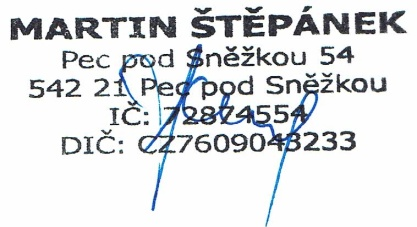 MARTIN ŠTĚPÁNEK
Pec pod Sněžkou 54
542 21 Pec pod Sněžkou
IČ: 72874554
DIČ: CZ7609043233